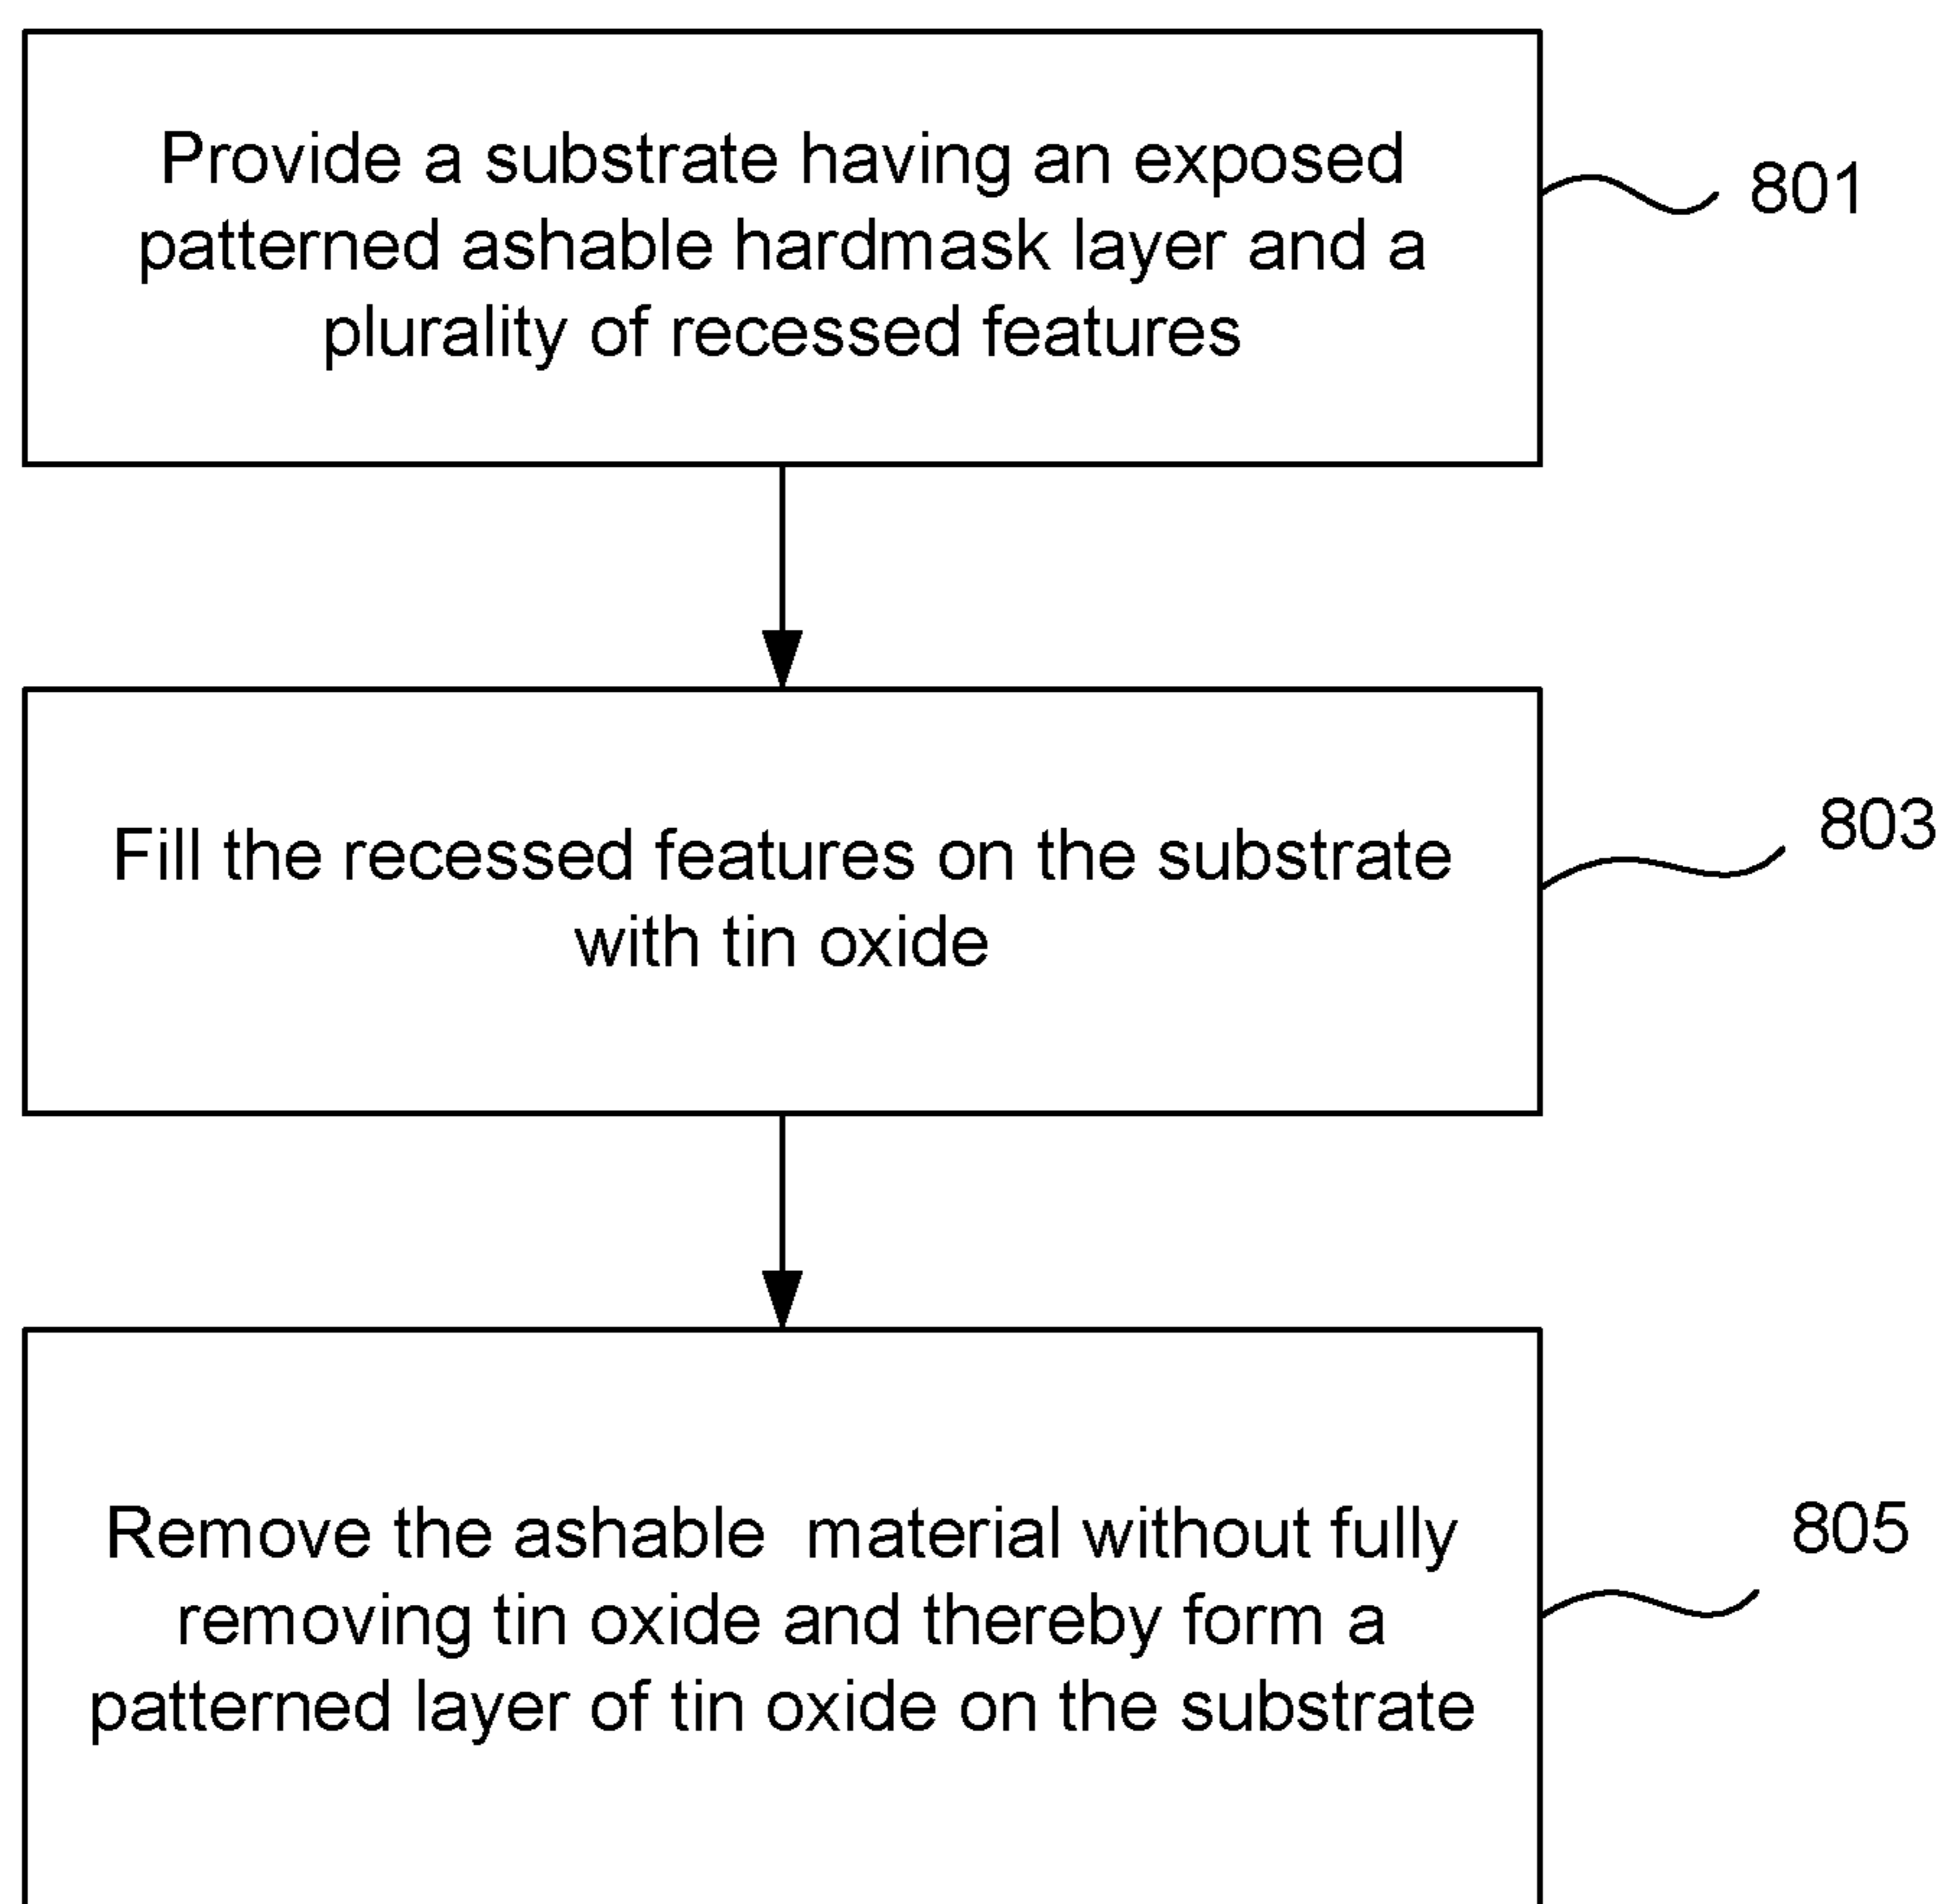 Provide a substrate having an exposed
patterned ashable hardmask layer and a
plurality of recessed features
801
Fill the recessed features on the substrate
with tin oxide
803
Remove the ashable  material without fully
removing tin oxide and thereby form a
patterned layer of tin oxide on the substrate
805